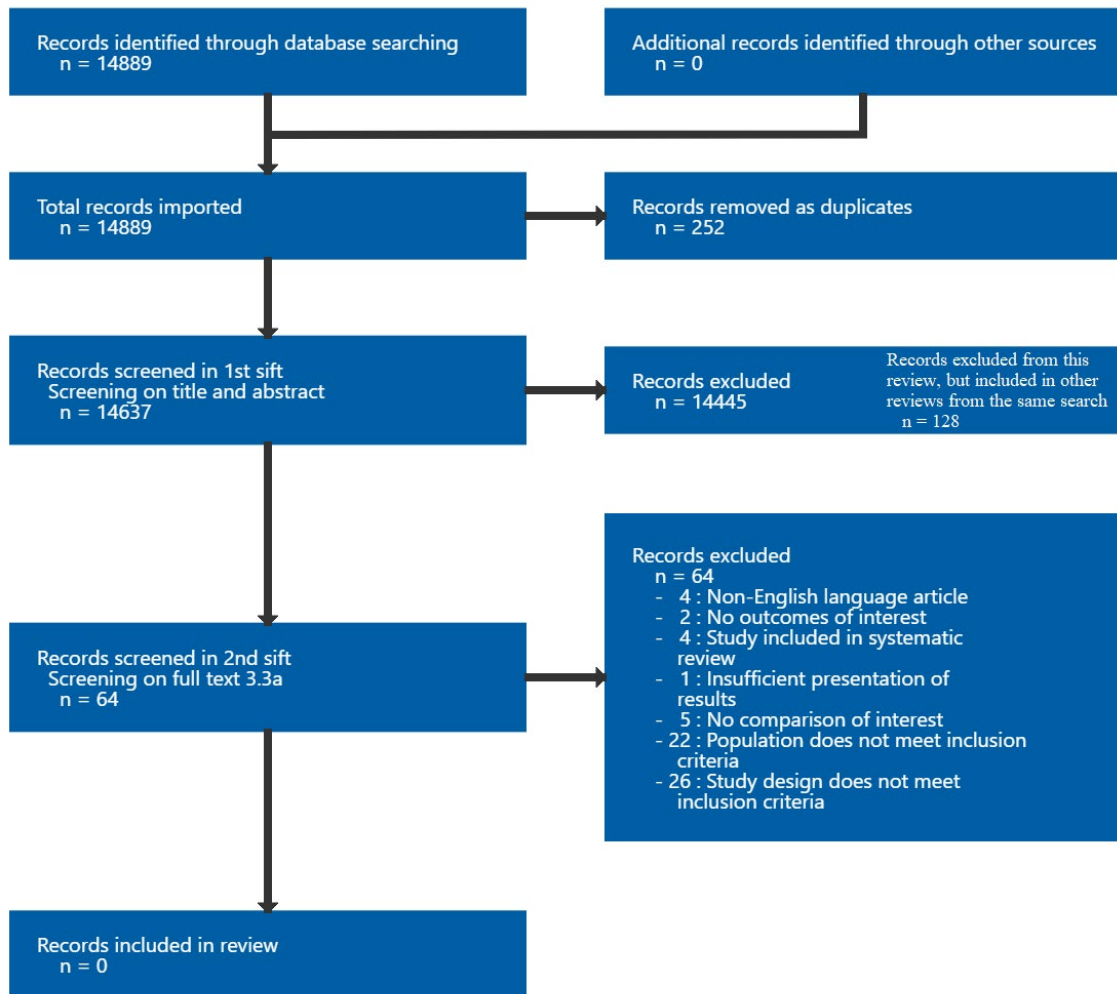 Records identified through database searching
n = 14889
Additional records identified through other sources
n = 0
Total records imported
n = 14889
Records removed as duplicates
n = 252
Records screened in 1st sift
Screening on title and abstract
n = 14637
Records excluded
n = 14445
Records excluded from this
review, but included in other
reviews from the same search
n = 128
Records screened in 2nd sift
Screening on full text 3.3a
n = 64
Records excluded
n = 64
- 4 : Non-English language article
- 2 : No outcomes of interest
- 4 : Study included in systematic
review
- 1 : Insufficient presentation of
results
- 5 : No comparison of interest
- 22 : Population does not meet inclusion
criteria
- 26 : Study design does not meet
inclusion criteria
Records included in review
n = 0